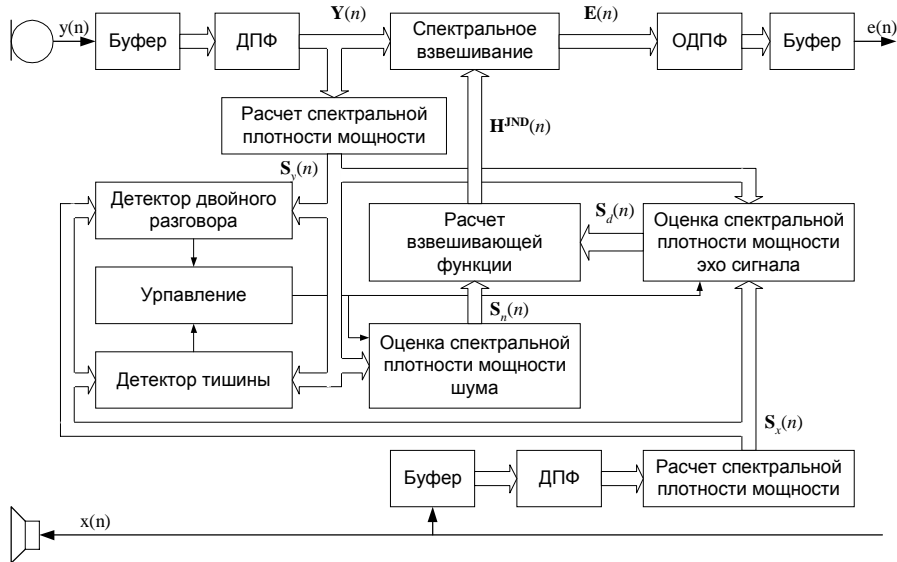 y(n)
Буфер
ДПФ
Y(n)
Спектральное
взвешивание
E(n)
ОДПФ
Буфер
e(n)
Расчет спектральной
плотности мощности
H^JND(n)
S_y(n)
Детектор двойного
разговора
Расчет
взвешивающей
функции
S_d(n)
Оценка спектральной
плотности мощности
эхо сигнала
Урпавление
S_n(n)
Оценка спектральной
плотности мощности
шума
Детектор тишины
S_x(n)
Буфер
ДПФ
Расчет спектральной
плотности мощности
x(n)